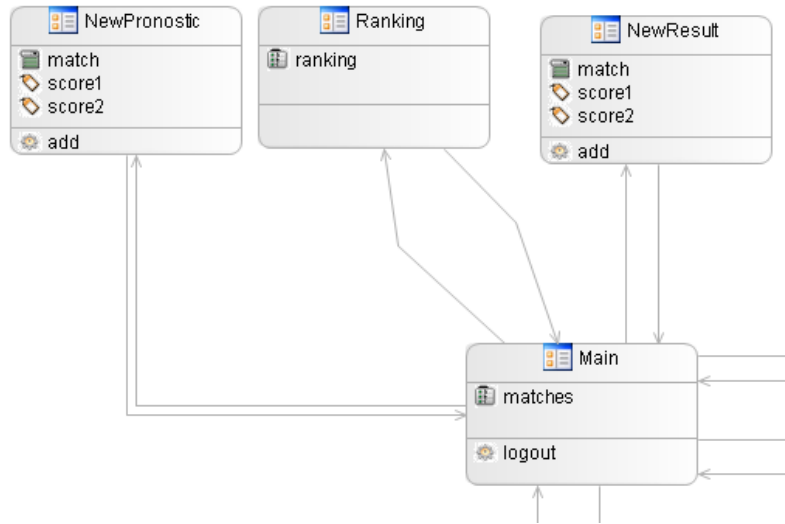 NewPronostic
match
score1
score2
add
Ranking
ranking
NewResult
match
score1
score2
add
Main
matches
logout